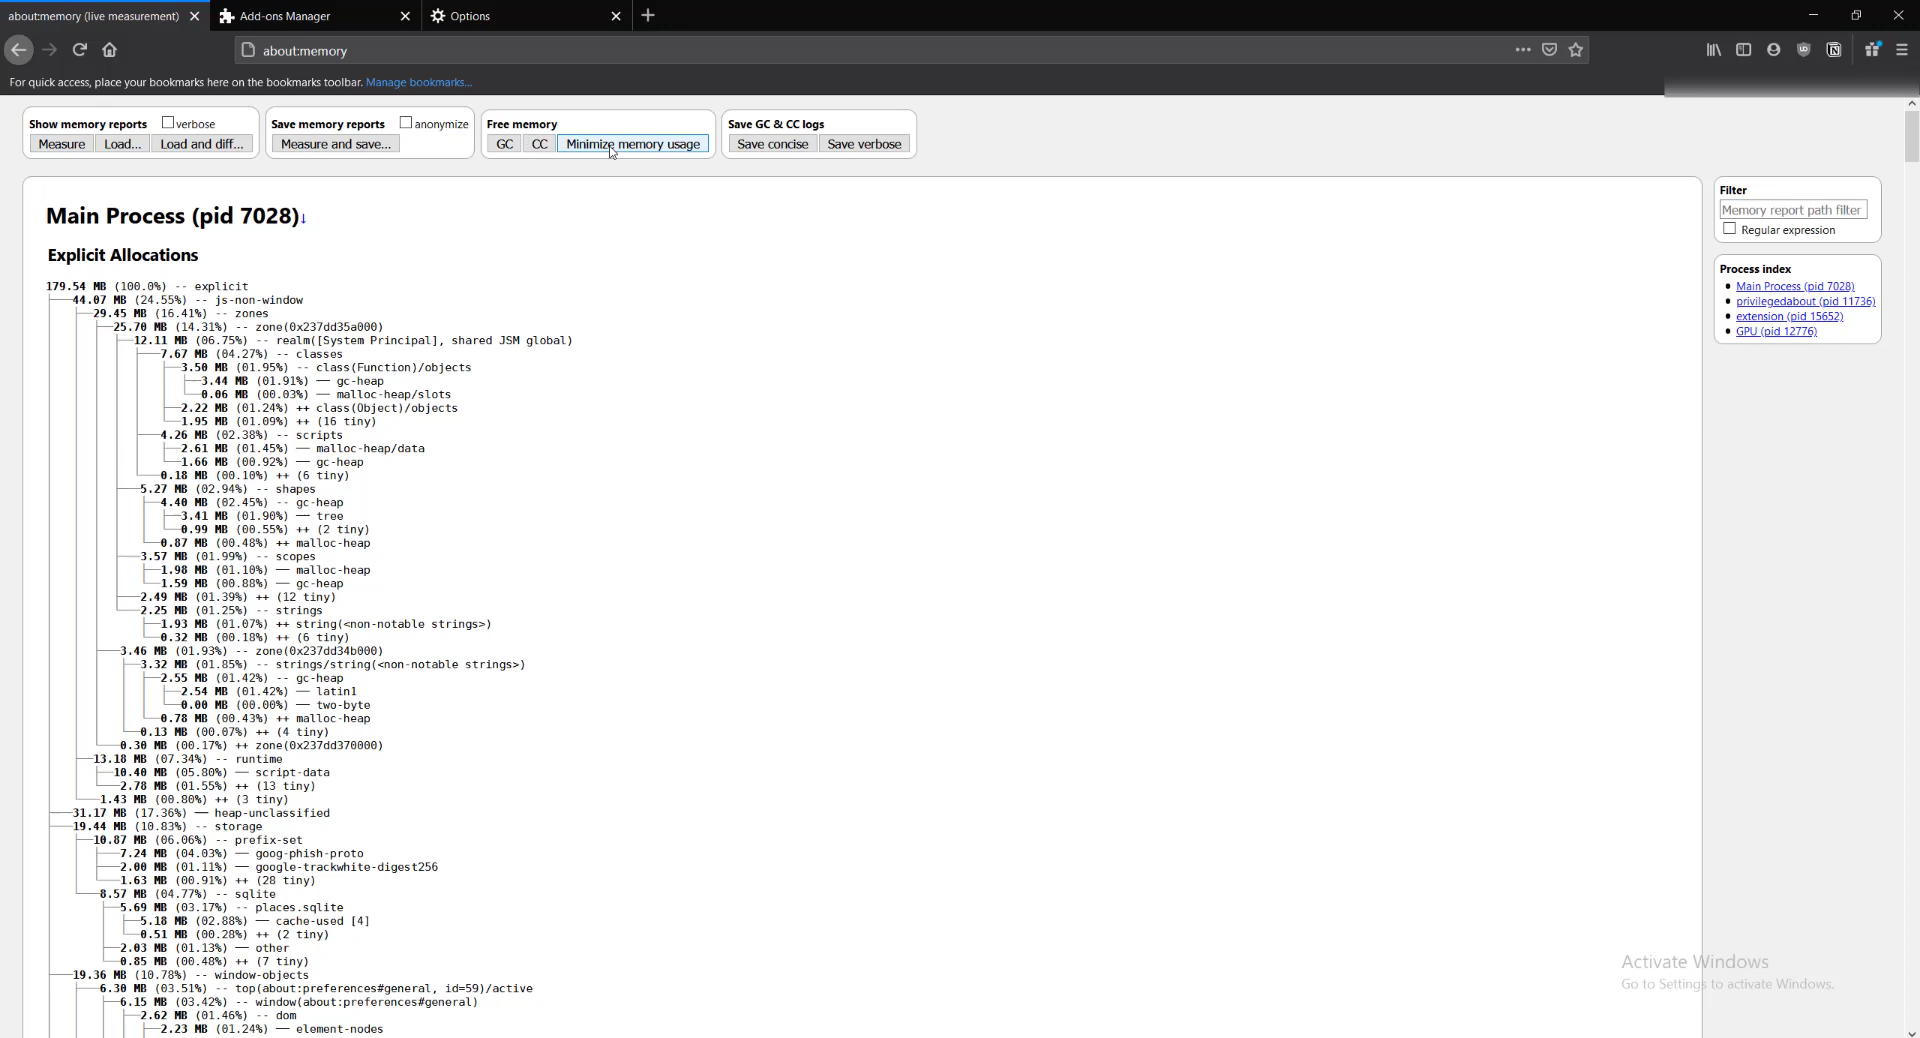 about:memory (live measurement)
Add-ons Manager
Options
about:memory
For quick access, place your bookmarks here on the bookmarks toolbar. Manage bookmarks...
Show memory reports verbose
Measure Load... Load and diff...
Save memory reports anonymize
Measure and save...
Free memory
GC CC Minimize memory usage
Save GC & CC logs
Save concise Save verbose
Main Process (pid 7028)↓
Explicit Allocations
179.54 MB (100.0%) -- explicit
44.07 MB (24.55%) -- js-non-window
29.45 MB (16.41%) -- zones
25.70 MB (14.31%) -- zone(0x237dd35a000)
12.11 MB (06.75%) -- realm([System Principal], shared JSM global)
7.67 MB (04.27%) -- classes
3.50 MB (01.95%) -- class(Function)/objects
3.44 MB (01.91%) — gc-heap
0.06 MB (00.03%) — malloc-heap/slots
2.22 MB (01.24%) ++ class(Object)/objects
1.95 MB (01.09%) ++ (16 tiny)
4.26 MB (02.38%) -- scripts
2.61 MB (01.45%) — malloc-heap/data
1.66 MB (00.92%) — gc-heap
0.18 MB (00.10%) ++ (6 tiny)
5.27 MB (02.94%) -- shapes
4.40 MB (02.45%) -- gc-heap
3.41 MB (01.90%) — tree
0.99 MB (00.55%) ++ (2 tiny)
0.87 MB (00.48%) ++ malloc-heap
3.57 MB (01.99%) -- scopes
1.98 MB (01.10%) — malloc-heap
1.59 MB (00.88%) — gc-heap
2.49 MB (01.39%) ++ (12 tiny)
2.25 MB (01.25%) -- strings
1.93 MB (01.07%) ++ string(<non-notable strings>)
0.32 MB (00.18%) ++ (6 tiny)
3.46 MB (01.93%) -- zone(0x237dd34b000)
3.32 MB (01.85%) -- strings/string(<non-notable strings>)
2.55 MB (01.42%) -- gc-heap
2.54 MB (01.42%) — latin1
0.00 MB (00.00%) — two-byte
0.78 MB (00.43%) ++ malloc-heap
0.13 MB (00.07%) ++ (4 tiny)
0.30 MB (00.17%) ++ zone(0x237dd370000)
13.18 MB (07.34%) -- runtime
10.40 MB (05.80%) — script-data
2.78 MB (01.55%) ++ (13 tiny)
1.43 MB (00.80%) ++ (3 tiny)
31.17 MB (17.36%) — heap-unclassified
19.44 MB (10.83%) -- storage
10.87 MB (06.06%) -- prefix-set
7.24 MB (04.03%) — goog-phish-proto
2.00 MB (01.11%) — google-trackwhite-digest256
1.63 MB (00.91%) ++ (28 tiny)
8.57 MB (04.77%) -- sqlite
5.69 MB (03.17%) -- places.sqlite
5.18 MB (02.88%) — cache-used [4]
0.51 MB (00.28%) ++ (2 tiny)
2.03 MB (01.13%) — other
0.85 MB (00.48%) ++ (7 tiny)
19.36 MB (10.78%) -- window-objects
6.30 MB (03.51%) -- top(about:preferences#general, id=59)/active
6.15 MB (03.42%) -- window(about:preferences#general)
2.62 MB (01.46%) -- dom
2.23 MB (01.24%) — element-nodes
Filter
Memory report path filter
Regular expression
Process index
Main Process (pid 7028)
privilegedabout (pid 11736)
extension (pid 15652)
GPU (pid 12776)
Activate Windows
Go to Settings to activate Windows.